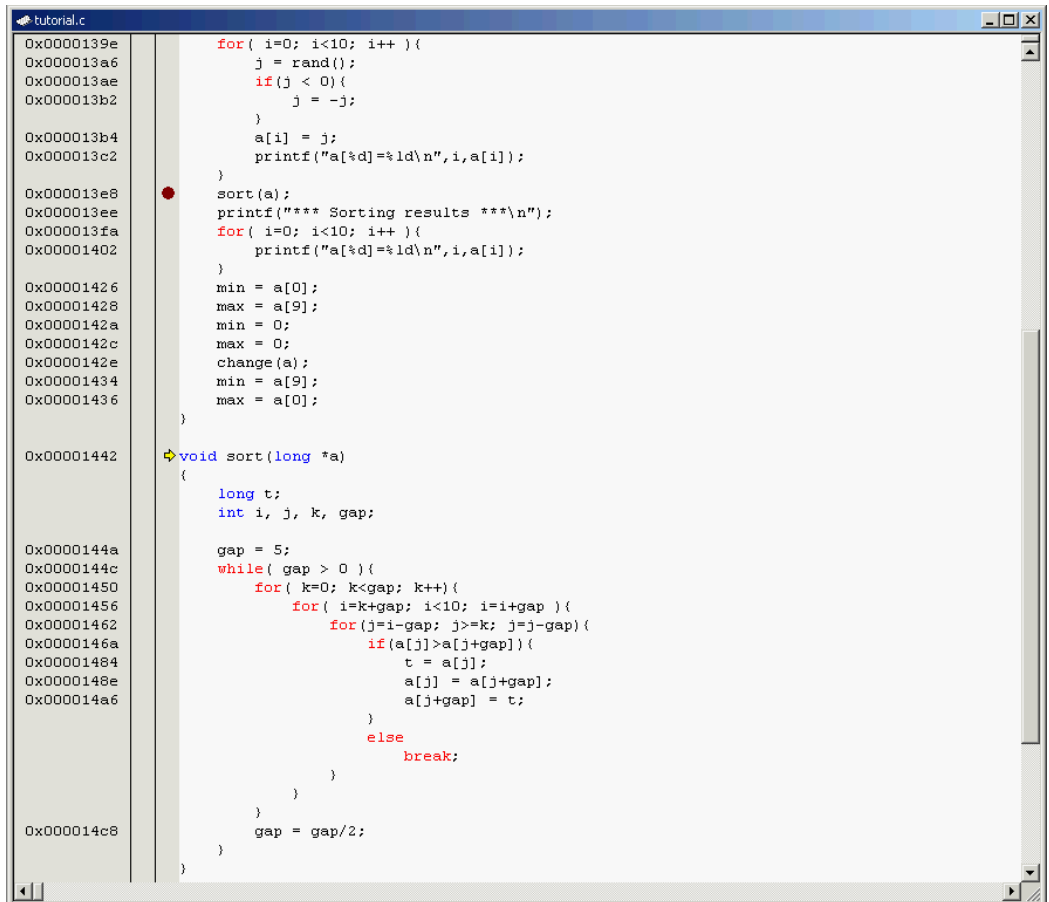 tutorial.c
0x0000139e for( i=0; i<10; i++ ){
0x000013a6 j = rand();
0x000013ae if(j < 0){
0x000013b2 j = -j;
}
0x000013b4 a[i] = j;
0x000013c2 printf("a[%d]=%ld\n",i,a[i]);
}
0x000013e8 sort(a);
0x000013ee printf("*** Sorting results ***\n");
0x000013fa for( i=0; i<10; i++ ){
0x00001402 printf("a[%d]=%ld\n",i,a[i]);
}
0x00001426 min = a[0];
0x00001428 max = a[9];
0x0000142a min = 0;
0x0000142c max = 0;
0x0000142e change(a);
0x00001434 min = a[9];
0x00001436 max = a[0];
}
0x00001442 void sort(long *a)
{
long t;
int i, j, k, gap;
0x0000144a gap = 5;
0x0000144c while( gap > 0 ){
0x00001450 for( k=0; k<gap; k++){
0x00001456 for( i=k+gap; i<10; i=i+gap ){
0x00001462 for(j=i-gap; j>=k; j=j-gap){
0x0000146a if(a[j]>a[j+gap]){
0x00001484 t = a[j];
0x0000148e a[j] = a[j+gap];
0x000014a6 a[j+gap] = t;
}
else
break;
}
}
}
0x000014c8 gap = gap/2;
}
}